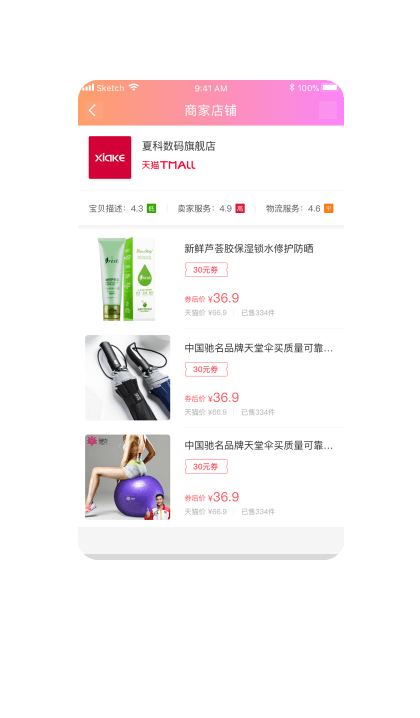 Sketch 9:41 AM 100%
商家店铺
XIAKE
夏科数码旗舰店
天猫TMALL
宝贝描述：4.3 低 卖家服务：4.9 高 物流服务：4.6 中
新鲜芦荟胶保湿锁水修护防晒
30元券
券后价 ¥36.9
天猫价 ¥66.9 已售334件
中国驰名品牌天堂伞买质量可靠...
30元券
券后价 ¥36.9
天猫价 ¥66.9 已售334件
中国驰名品牌天堂伞买质量可靠...
30元券
券后价 ¥36.9
天猫价 ¥66.9 已售334件